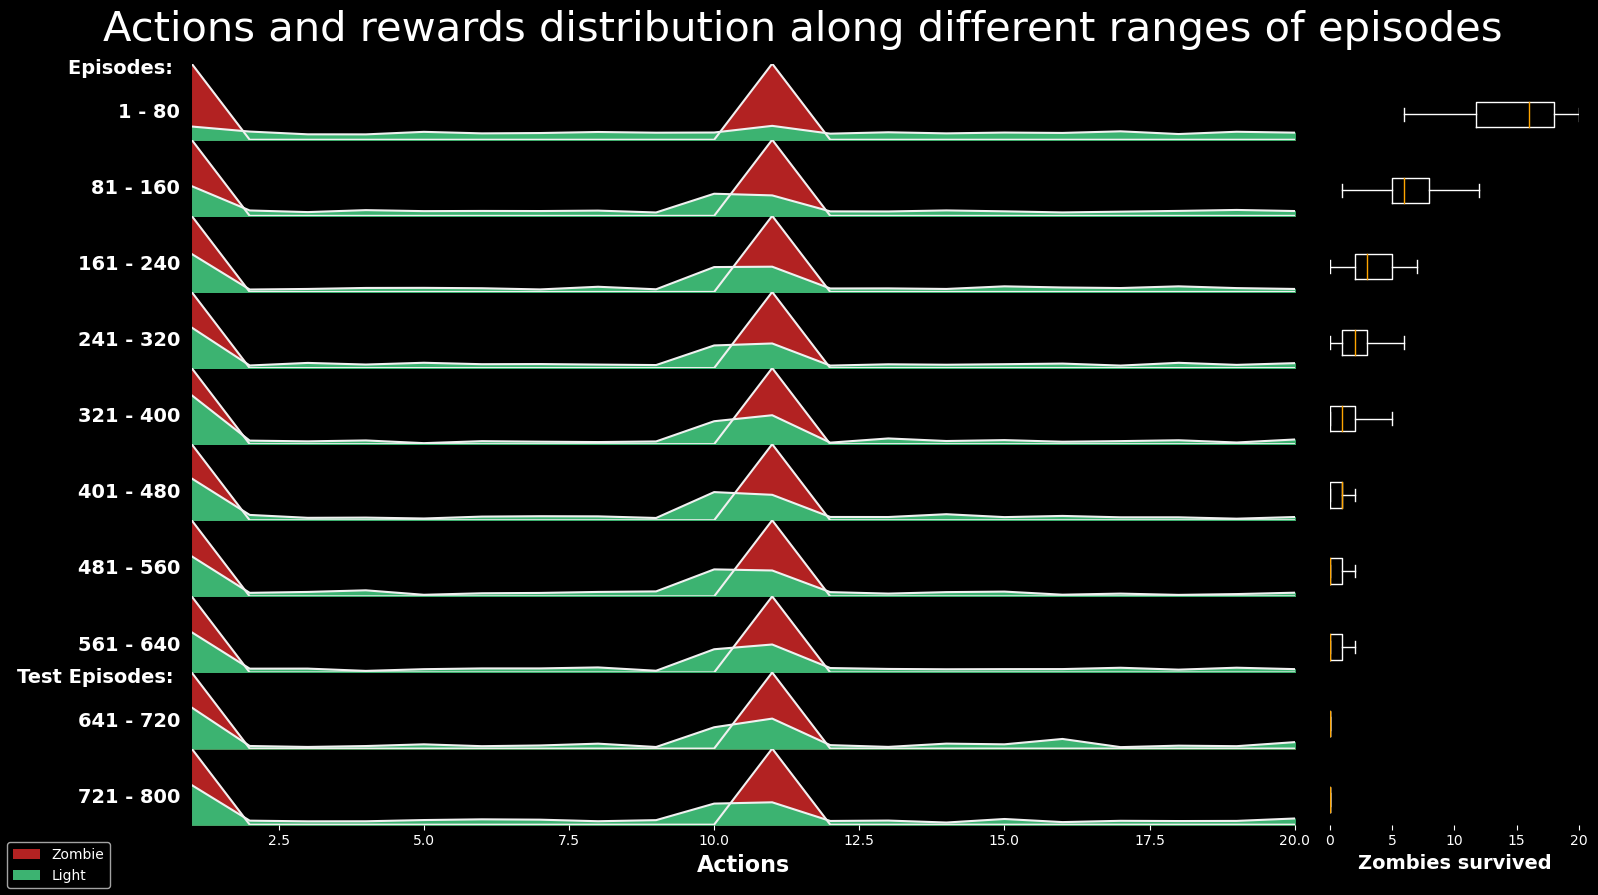 Actions and rewards distribution along different ranges of episodes
Episodes:
1 - 80
81 - 160
161 - 240
241 - 320
321 - 400
401 - 480
481 - 560
561 - 640
Test Episodes:
641 - 720
721 - 800
2.5 5.0 7.5 10.0 12.5 15.0 17.5 20.0 0 5 10 15 20
Actions Zombies survived
Zombie
Light